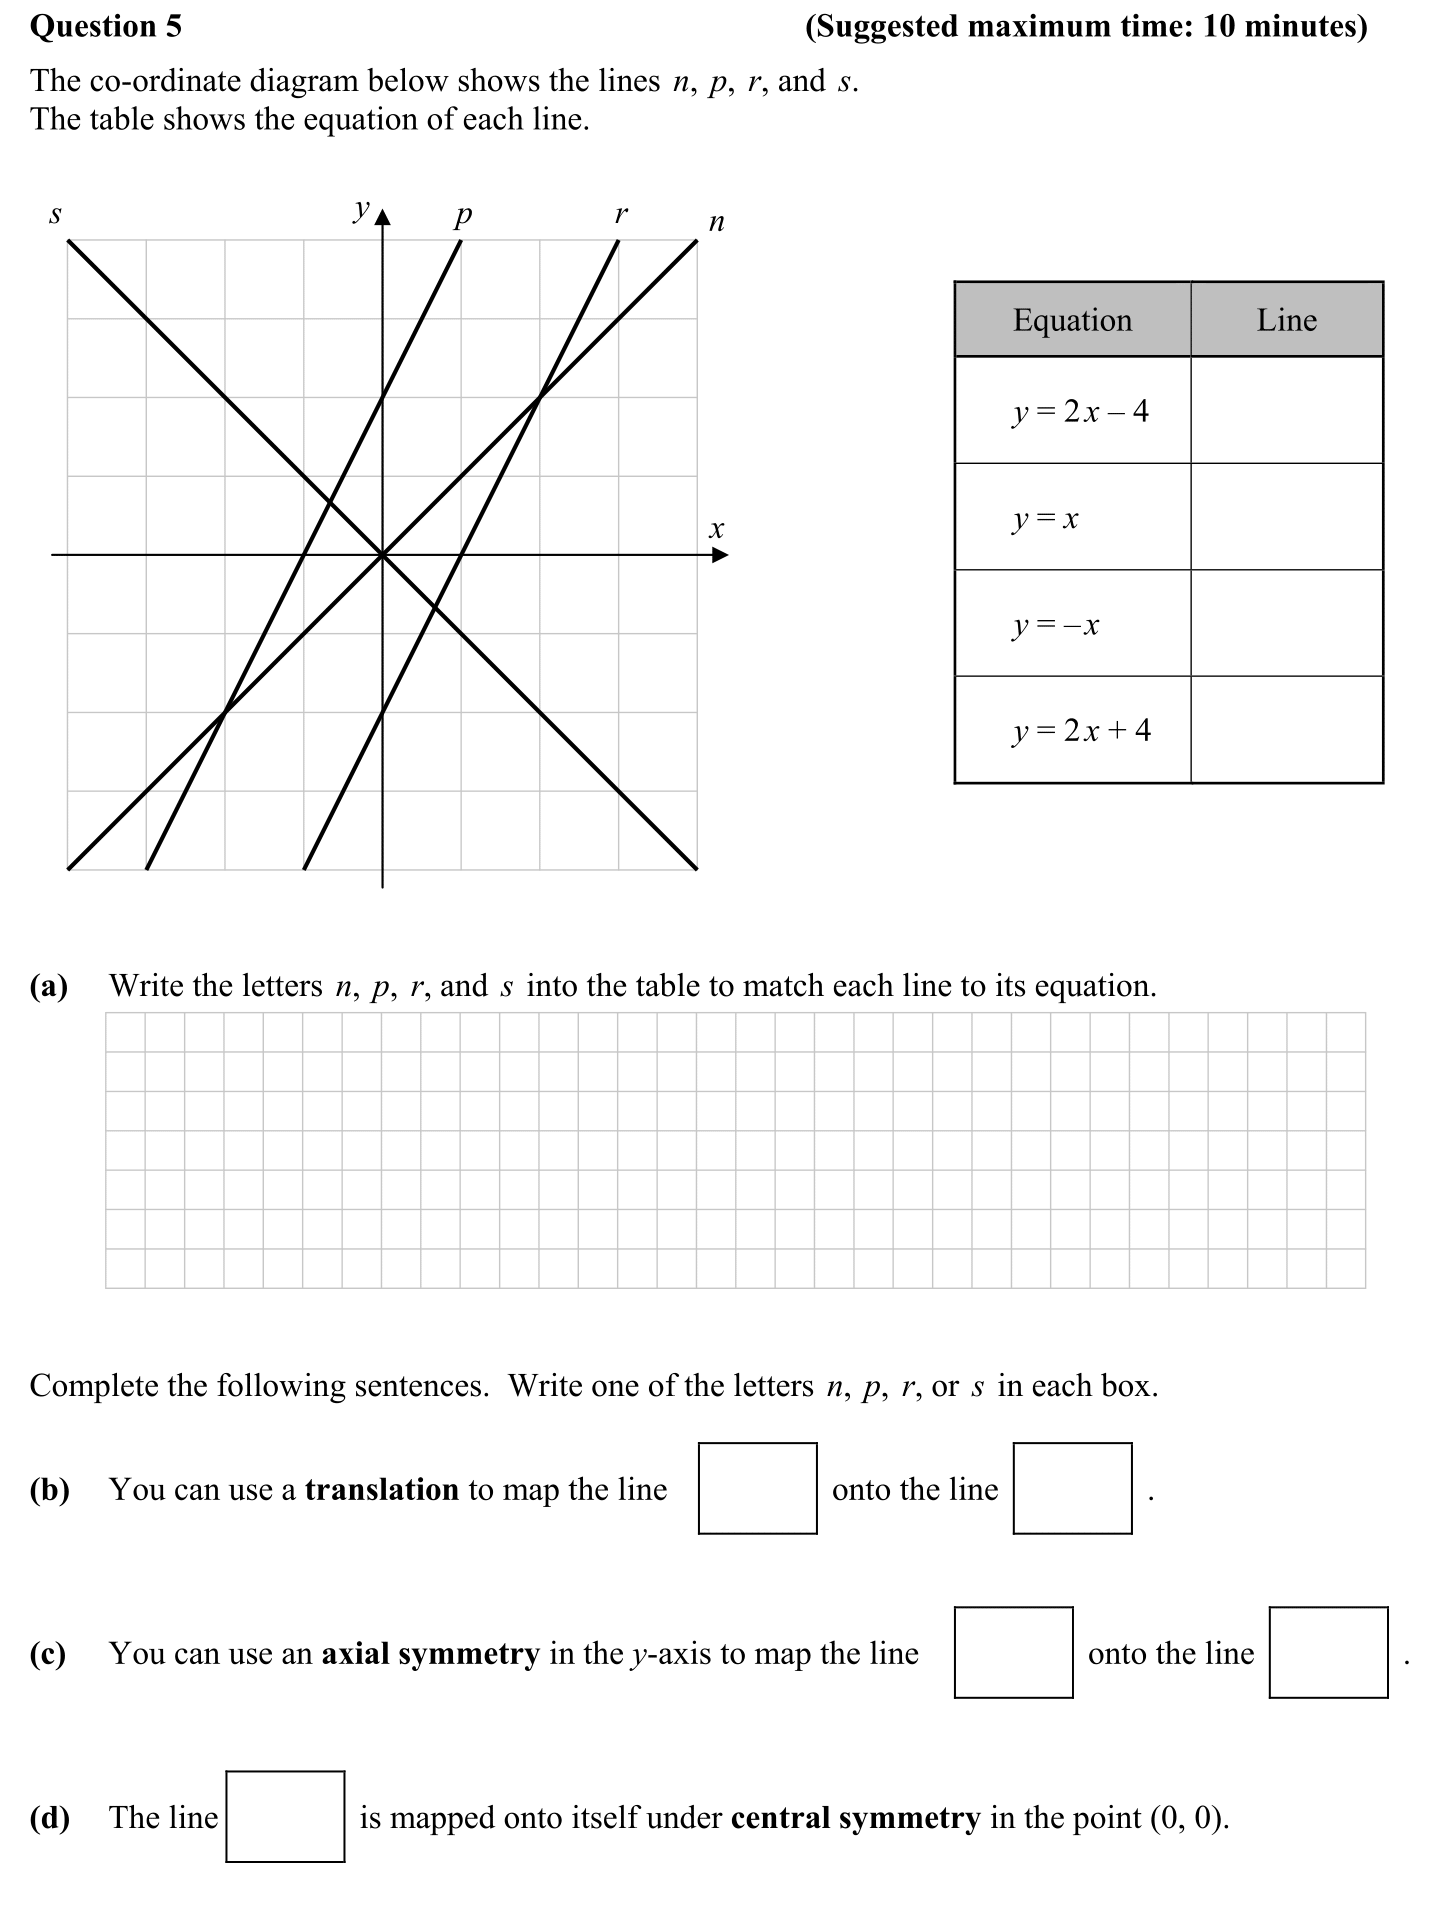 Question 5 (Suggested maximum time: 10 minutes)
The co-ordinate diagram below shows the lines n, p, r, and s.
The table shows the equation of each line.
s y p r n
x
Equation Line
y = 2x – 4
y = x
y = –x
y = 2x + 4
(a) Write the letters n, p, r, and s into the table to match each line to its equation.
Complete the following sentences. Write one of the letters n, p, r, or s in each box.
(b) You can use a translation to map the line onto the line .
(c) You can use an axial symmetry in the y-axis to map the line onto the line .
(d) The line is mapped onto itself under central symmetry in the point (0, 0).